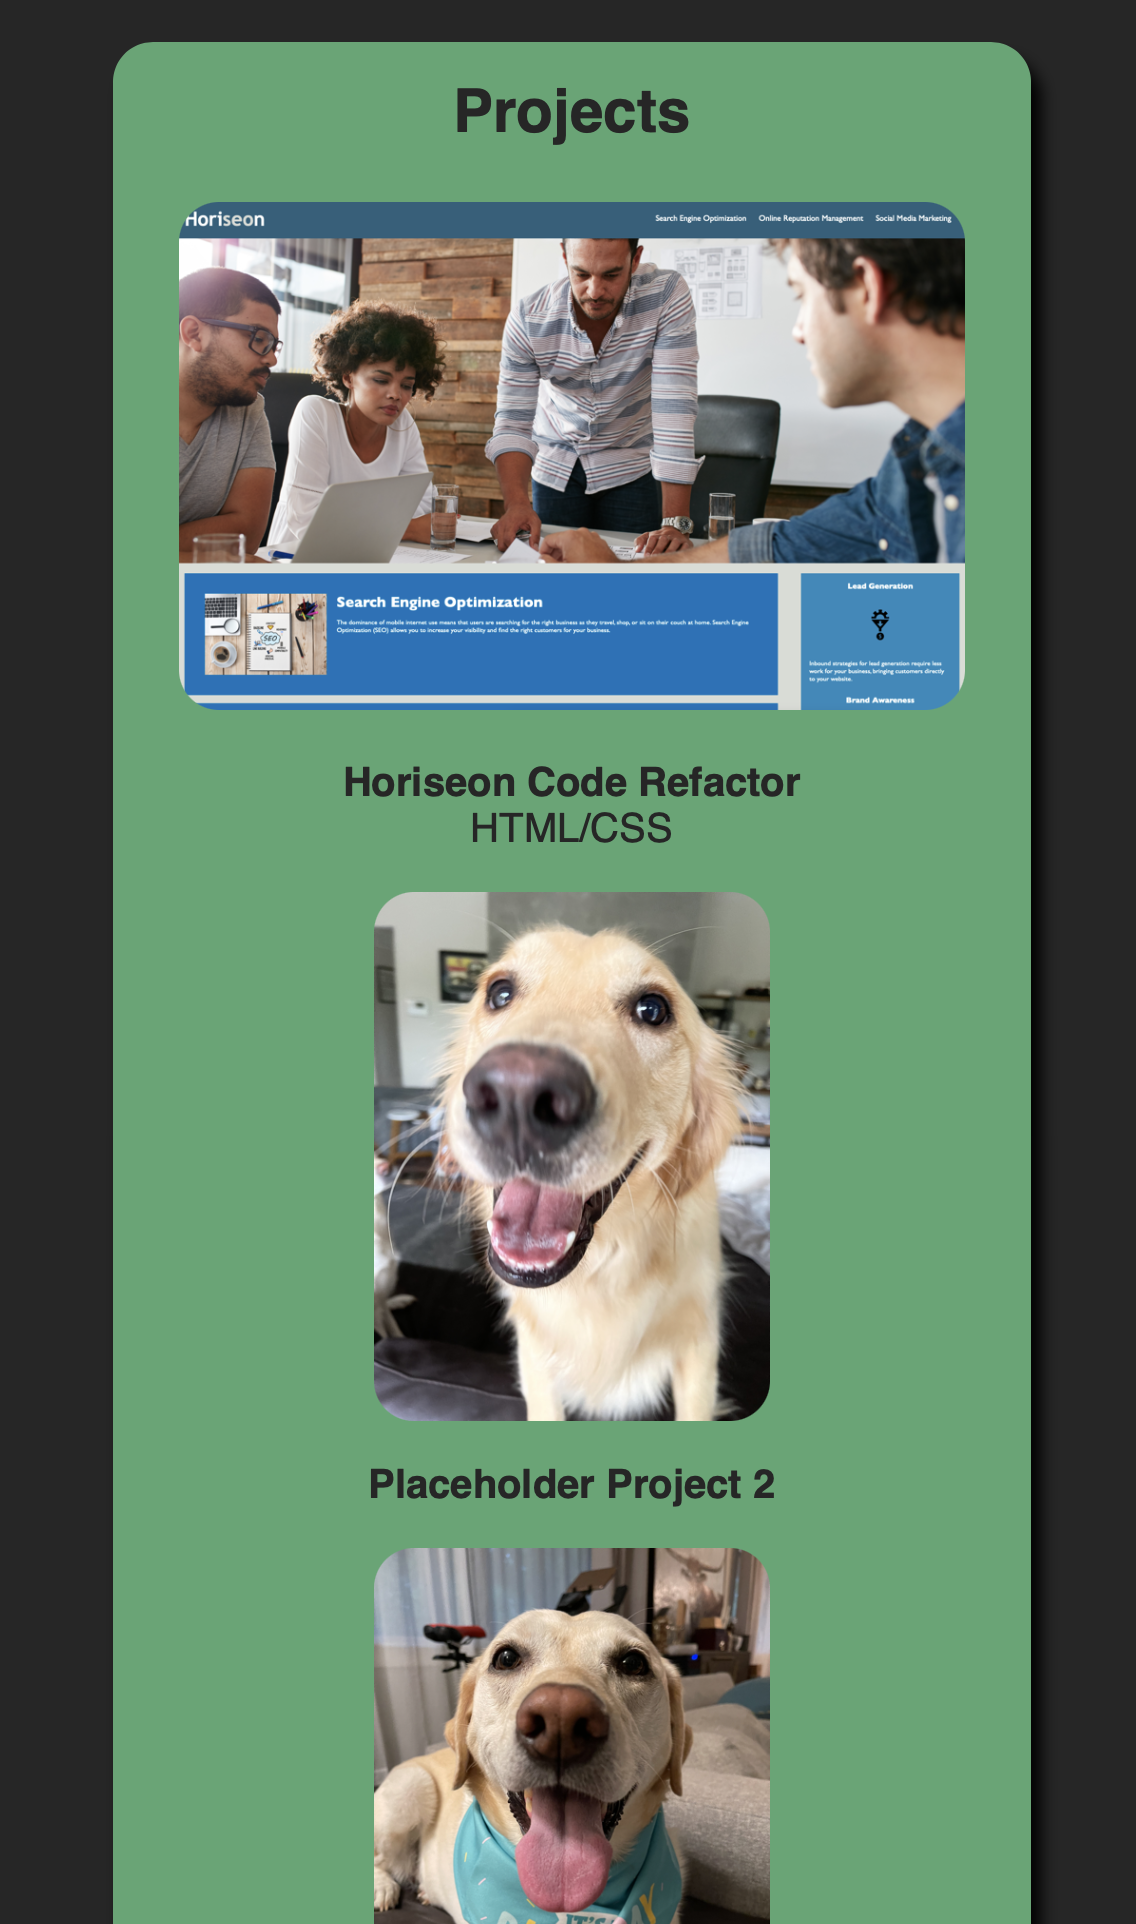 Projects
Horiseon
Search Engine Optimization Online Reputation Management Social Media Marketing
Search Engine Optimization
The dominance of mobile internet use means that users are searching for the right business as they travel, shop, or sit on their couch at home. Search Engine
Optimization (SEO) allows you to increase your visibility and find the right customers for your business.
SEO
Lead Generation
Inbound strategies for lead generation require less
work for your business, bringing customers directly
to your website.
Brand Awareness
Horiseon Code Refactor
HTML/CSS
Placeholder Project 2
IT'S